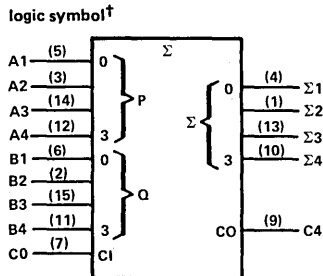 logic symbol†
Σ
A1 (5) 0
A2 (3)
A3 (14) P
A4 (12) 3
B1 (6) 0
B2 (2)
B3 (15) Q
B4 (11) 3
C0 (7) CI
0 (4) Σ1
(1) Σ2
Σ (13) Σ3
3 (10) Σ4
CO (9) C4